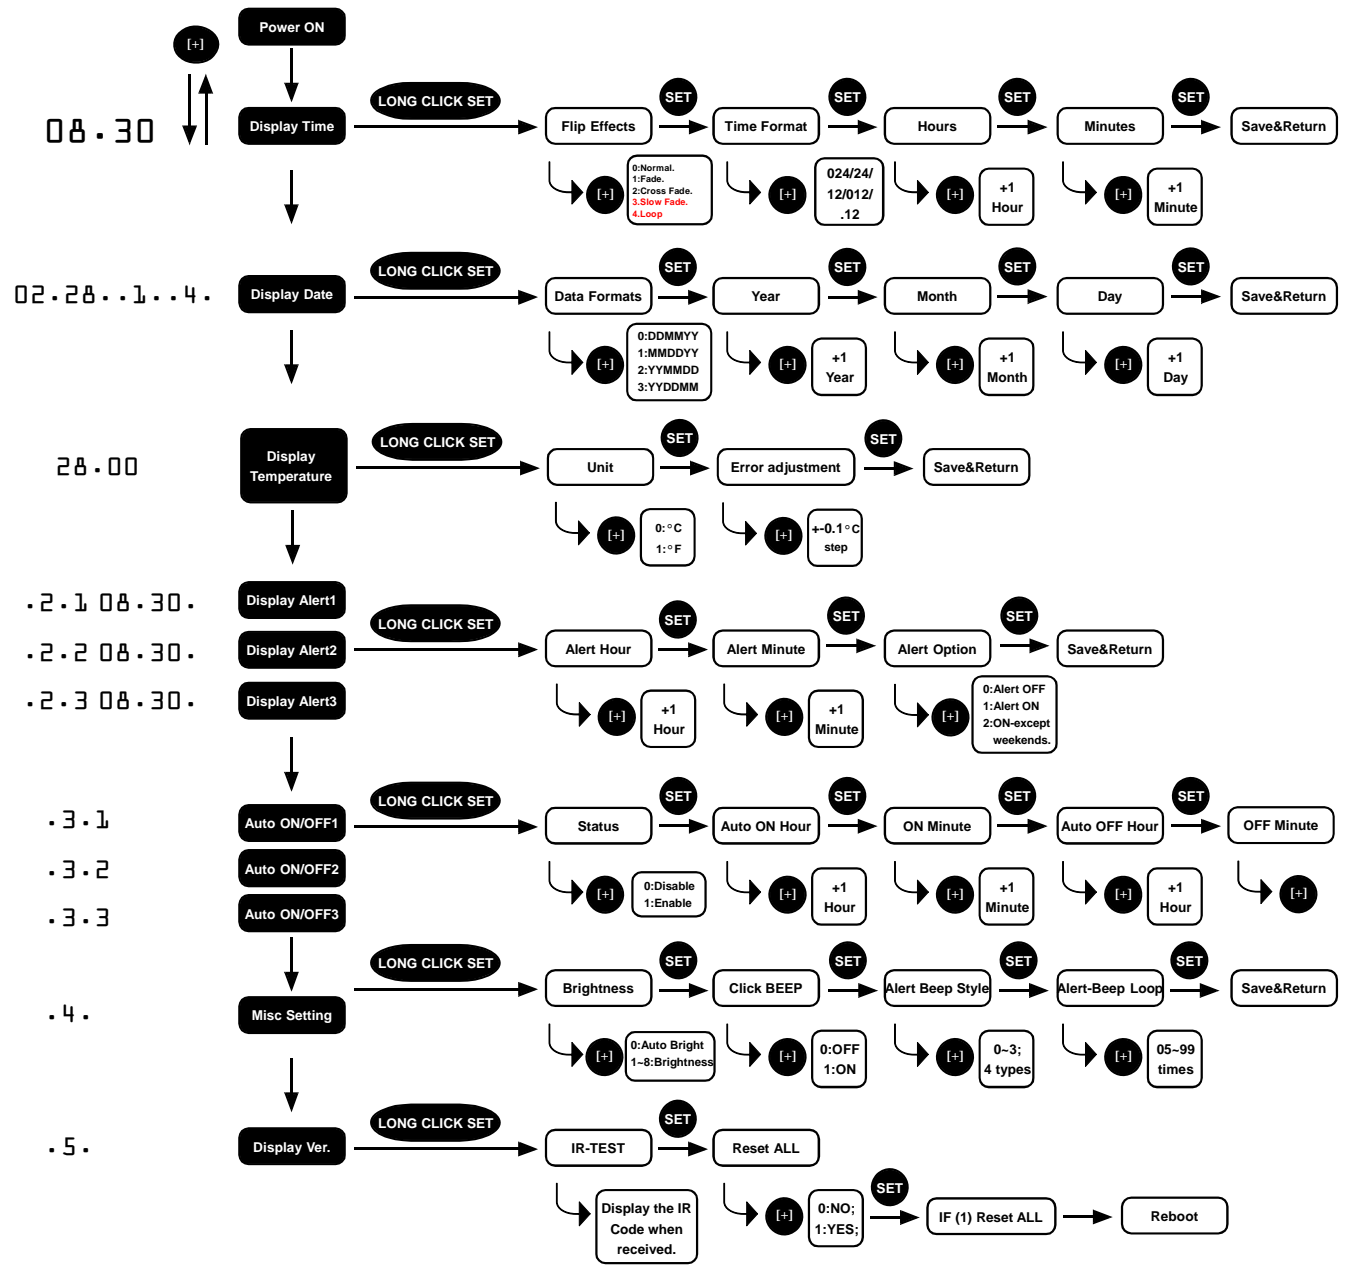 Power ON
[+]
LONG CLICK SET
SET
SET
SET
SET
08.30
Display Time
Flip Effects
Time Format
Hours
Minutes
Save&Return
[+]
0:Normal.
1:Fade.
2:Cross Fade.
3.Slow Fade.
4.Loop
[+]
024/24/
12/012/
.12
[+]
+1
Hour
[+]
+1
Minute
LONG CLICK SET
SET
SET
SET
SET
02.28..1..4.
Display Date
Data Formats
Year
Month
Day
Save&Return
[+]
0:DDMMYY
1:MMDDYY
2:YYMMDD
3:YYDDMM
[+]
+1
Year
[+]
+1
Month
[+]
+1
Day
LONG CLICK SET
SET
SET
28.00
Display
Temperature
Unit
Error adjustment
Save&Return
[+]
0:°C
1:°F
[+]
+-0.1°C
step
.2.1 08.30.
Display Alert1
LONG CLICK SET
SET
SET
SET
.2.2 08.30.
Display Alert2
Alert Hour
Alert Minute
Alert Option
Save&Return
.2.3 08.30.
Display Alert3
[+]
+1
Hour
[+]
+1
Minute
[+]
0:Alert OFF
1:Alert ON
2:ON-except
weekends.
LONG CLICK SET
SET
SET
SET
SET
.3.1
Auto ON/OFF1
Status
Auto ON Hour
ON Minute
Auto OFF Hour
OFF Minute
.3.2
Auto ON/OFF2
.3.3
Auto ON/OFF3
[+]
0:Disable
1:Enable
[+]
+1
Hour
[+]
+1
Minute
[+]
+1
Hour
[+]
LONG CLICK SET
SET
SET
SET
SET
.4.
Misc Setting
Brightness
Click BEEP
Alert Beep Style
Alert-Beep Loop
Save&Return
[+]
0:Auto Bright
1~8:Brightness
[+]
0:OFF
1:ON
[+]
0~3;
4 types
[+]
05~99
times
LONG CLICK SET
SET
.5.
Display Ver.
IR-TEST
Reset ALL
Display the IR
Code when
received.
[+]
0:NO;
1:YES;
SET
IF (1) Reset ALL
Reboot